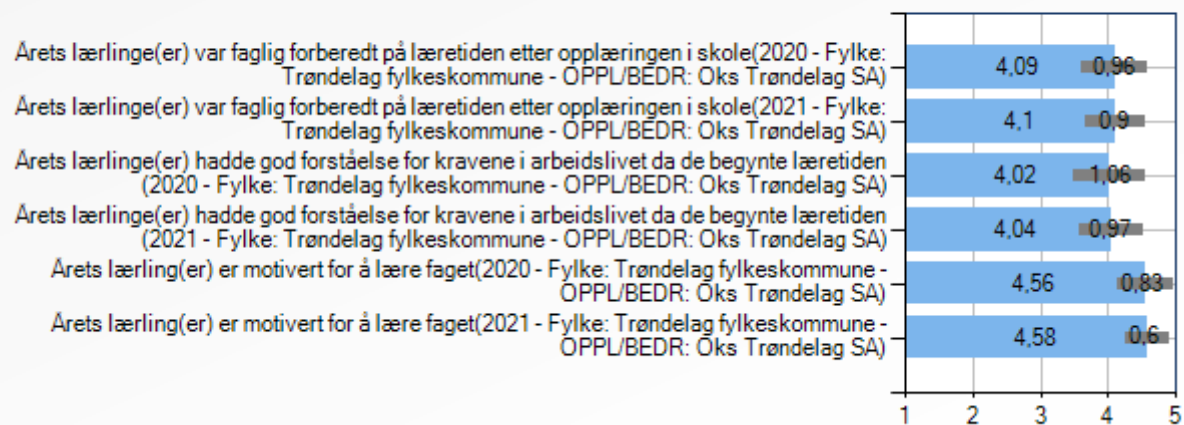 Årets lærlinge(er) var faglig forberedt på læretiden etter opplæringen i skole(2020 - Fylke:
Trøndelag fylkeskommune - OPPL/BEDR: Oks Trøndelag SA)
4,09
0,96
Årets lærlinge(er) var faglig forberedt på læretiden etter opplæringen i skole(2021 - Fylke:
Trøndelag fylkeskommune - OPPL/BEDR: Oks Trøndelag SA)
4,1
0,9
Årets lærlinge(er) hadde god forståelse for kravene i arbeidslivet da de begynte læretiden
(2020 - Fylke: Trøndelag fylkeskommune - OPPL/BEDR: Oks Trøndelag SA)
4,02
1,06
Årets lærlinge(er) hadde god forståelse for kravene i arbeidslivet da de begynte læretiden
(2021 - Fylke: Trøndelag fylkeskommune - OPPL/BEDR: Oks Trøndelag SA)
4,04
0,97
Årets lærling(er) er motivert for å lære faget(2020 - Fylke: Trøndelag fylkeskommune -
OPPL/BEDR: Oks Trøndelag SA)
4,56
0,83
Årets lærling(er) er motivert for å lære faget(2021 - Fylke: Trøndelag fylkeskommune -
OPPL/BEDR: Oks Trøndelag SA)
4,58
0,6
1 2 3 4 5